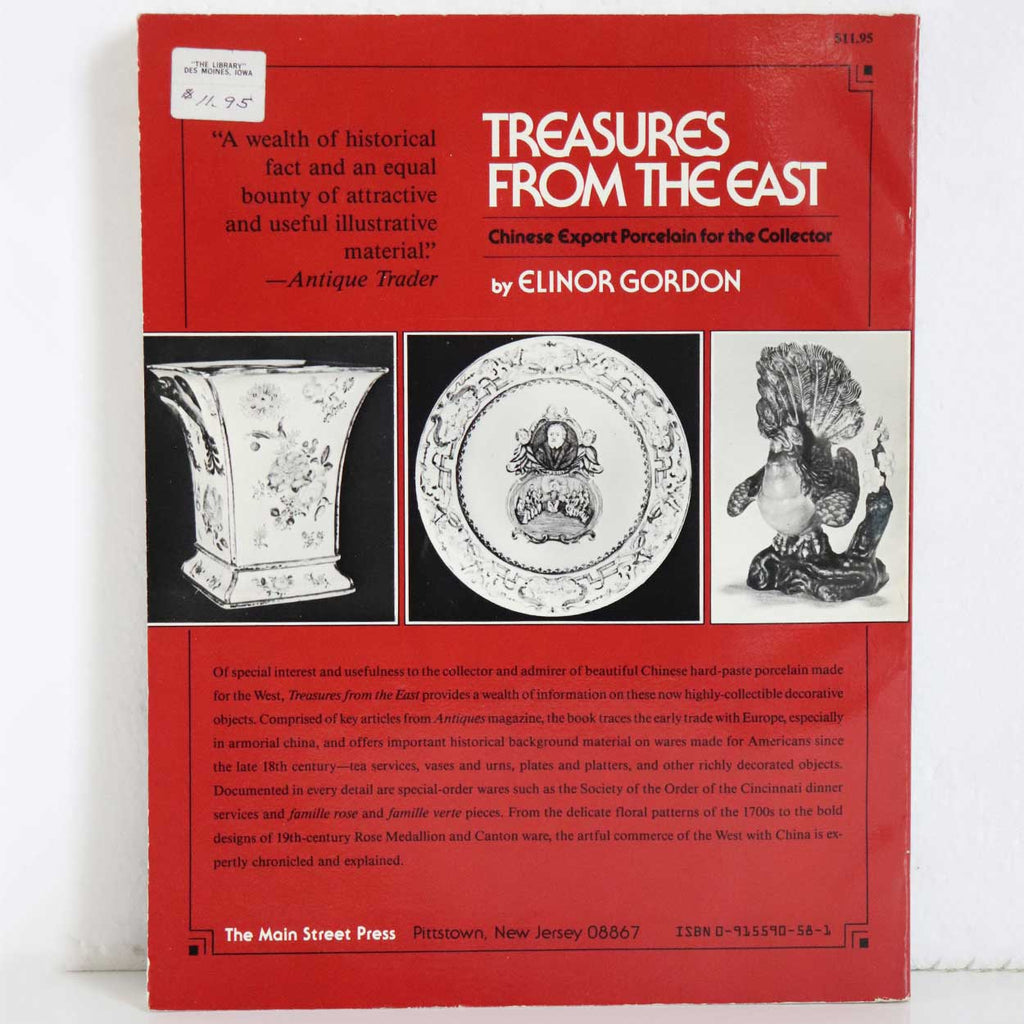 $11.95
"THE LIBRARY"
DES MOINES, IOWA
$ 11.95
“A wealth of historical
fact and an equal
bounty of attractive
and useful illustrative
material.”
—Antique Trader
TREASURES
FROM THE EAST
Chinese Export Porcelain for the Collector
by ELINOR GORDON
Of special interest and usefulness to the collector and admirer of beautiful Chinese hard-paste porcelain made
for the West, Treasures from the East provides a wealth of information on these now highly-collectible decorative
objects. Comprised of key articles from Antiques magazine, the book traces the early trade with Europe, especially
in armorial china, and offers important historical background material on wares made for Americans since
the late 18th century—tea services, vases and urns, plates and platters, and other richly decorated objects.
Documented in every detail are special-order wares such as the Society of the Order of the Cincinnati dinner
services and famille rose and famille verte pieces. From the delicate floral patterns of the 1700s to the bold
designs of 19th-century Rose Medallion and Canton ware, the artful commerce of the West with China is ex-
pertly chronicled and explained.
The Main Street Press Pittstown, New Jersey 08867 ISBN 0-915590-58-1